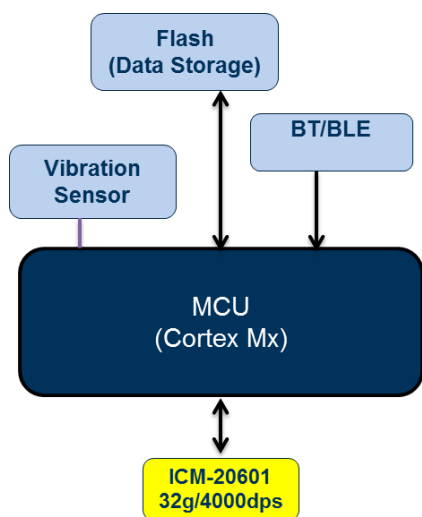 Flash
(Data Storage)
BT/BLE
Vibration
Sensor
MCU
(Cortex Mx)
ICM-20601
32g/4000dps